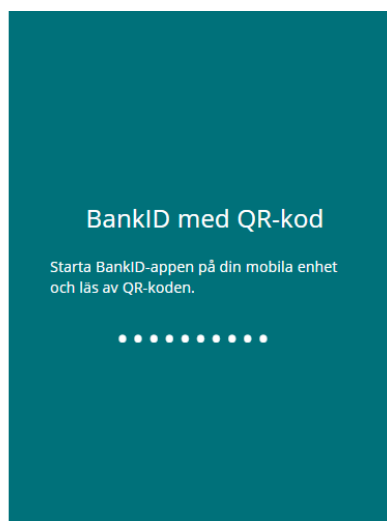 BankID med QR-kod
Starta BankID-appen på din mobila enhet
och läs av QR-koden.